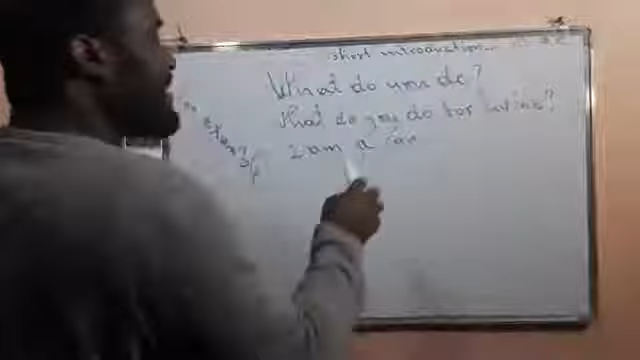 short introduction
What do you do?
What do you do for living?
I am a